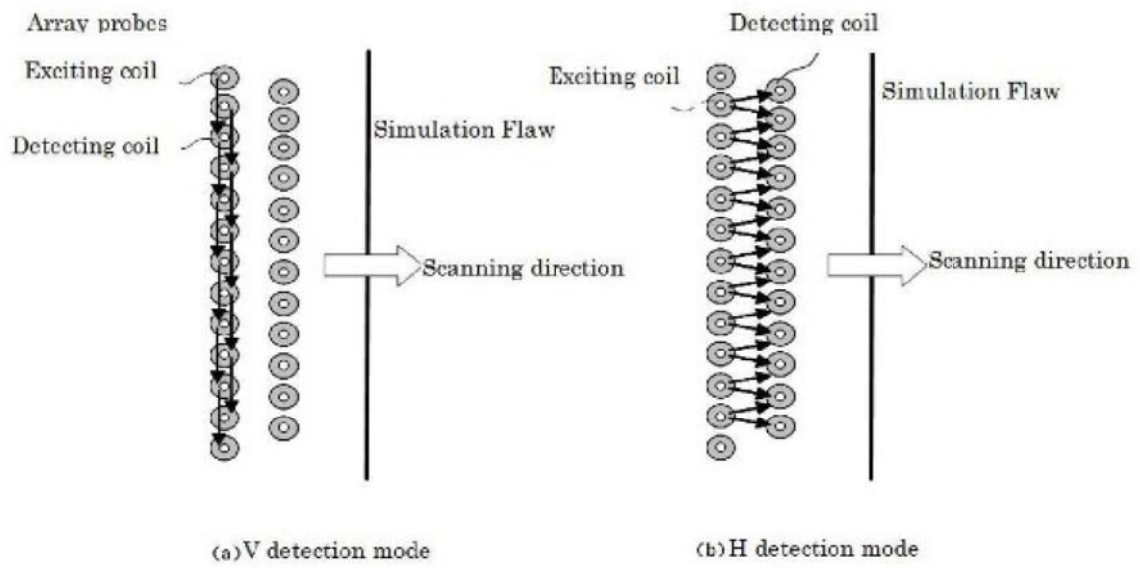 Array probes
Exciting coil
Detecting coil
Simulation Flaw
Scanning direction
(a)V detection mode
Detecting coil
Exciting coil
Simulation Flaw
Scanning direction
(b)H detection mode